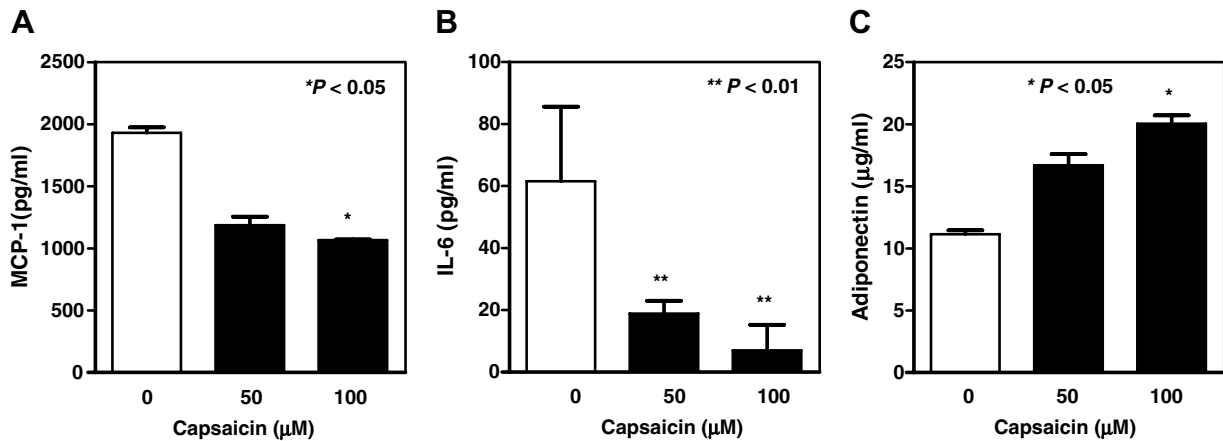 A
MCP-1(pg/ml)
2500
2000
1500
1000
500
0
*P < 0.05
*
0 50 100
Capsaicin (μM)
B
IL-6 (pg/ml)
100
80
60
40
20
0
** P < 0.01
**
**
0 50 100
Capsaicin (μM)
C
Adiponectin (μg/ml)
25
20
15
10
5
0
* P < 0.05
*
0 50 100
Capsaicin (μM)